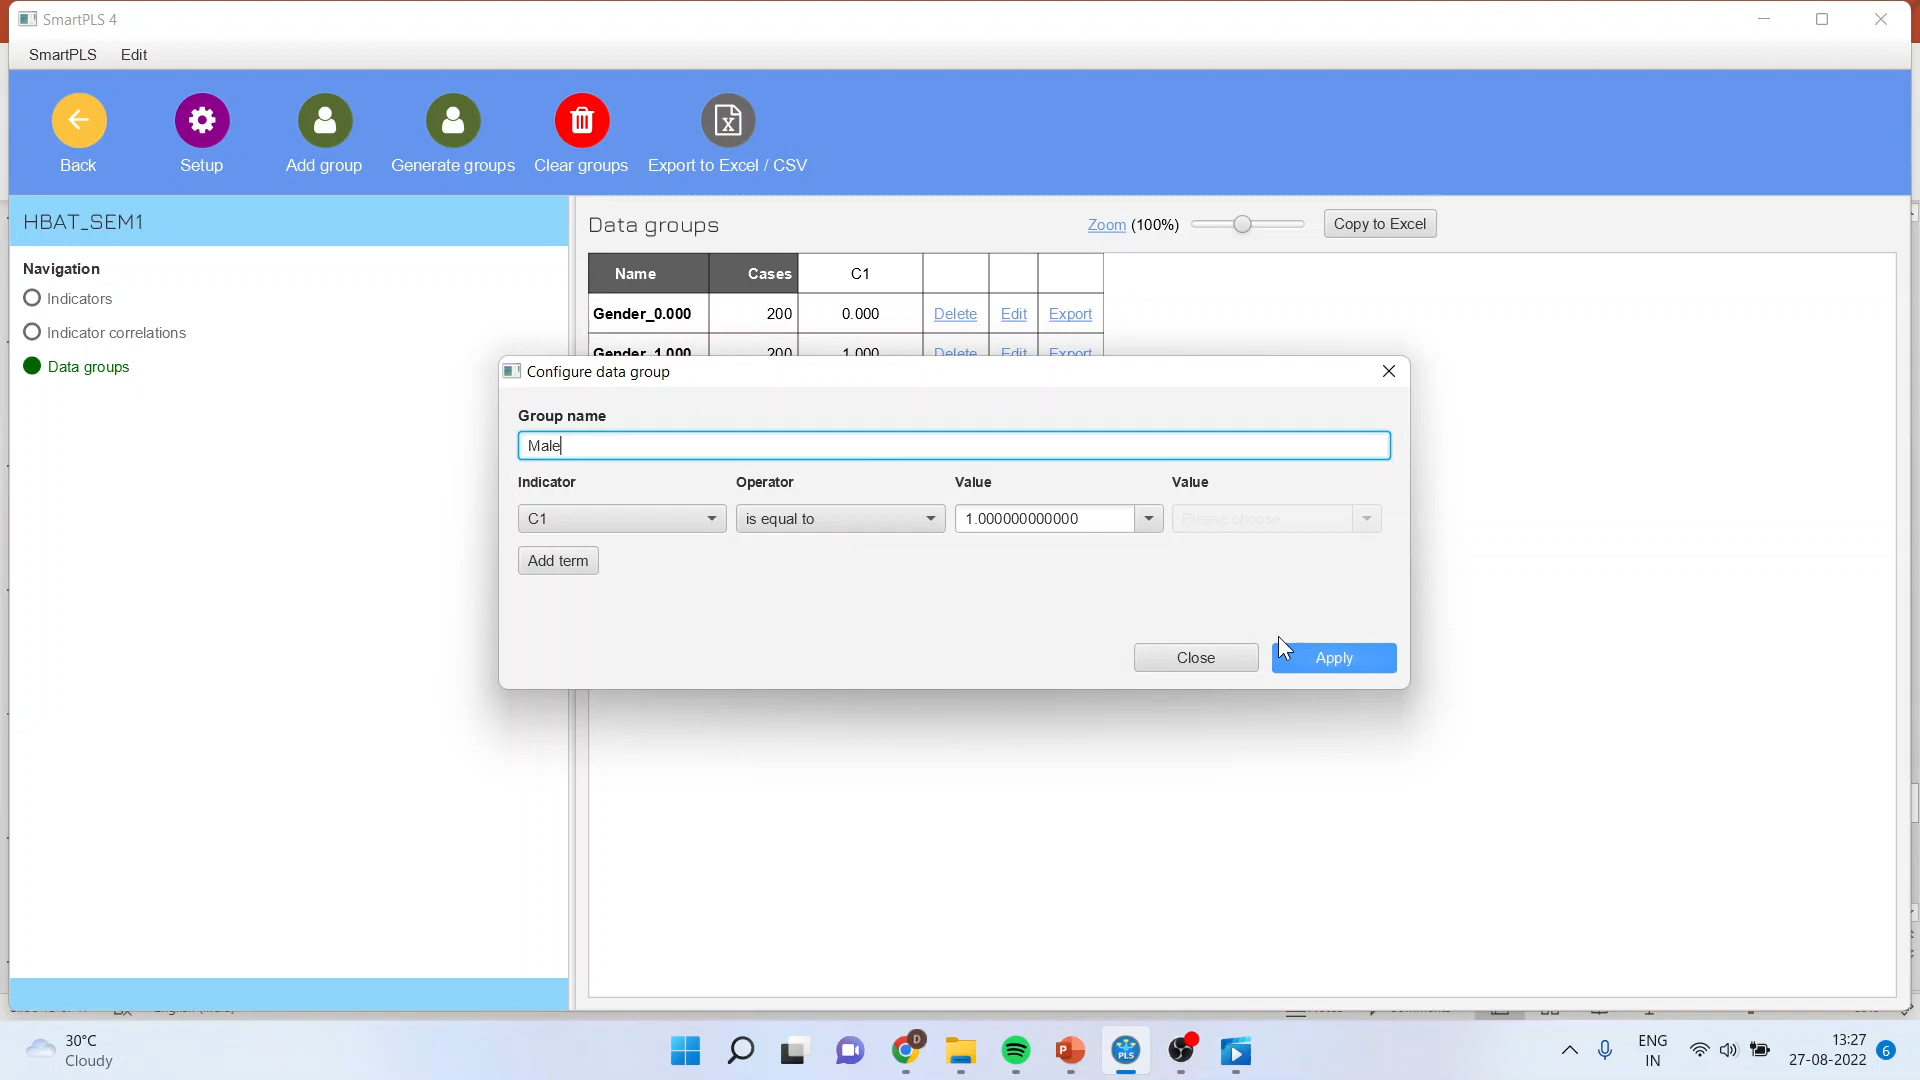 SmartPLS 4
SmartPLS Edit
Back Setup Add group Generate groups Clear groups Export to Excel / CSV
HBAT_SEM1
Navigation
Indicators
Indicator correlations
Data groups
Data groups Zoom (100%) Copy to Excel
Name Cases C1
Gender_0.000 200 0.000 Delete Edit Export
Gender_1.000 200 1.000 Delete Edit Export
Configure data group
Group name
Male
Indicator Operator Value Value
C1 is equal to 1.000000000000 Please choose
Add term
Close Apply
30°C
Cloudy
ENG
IN
13:27
27-08-2022
6